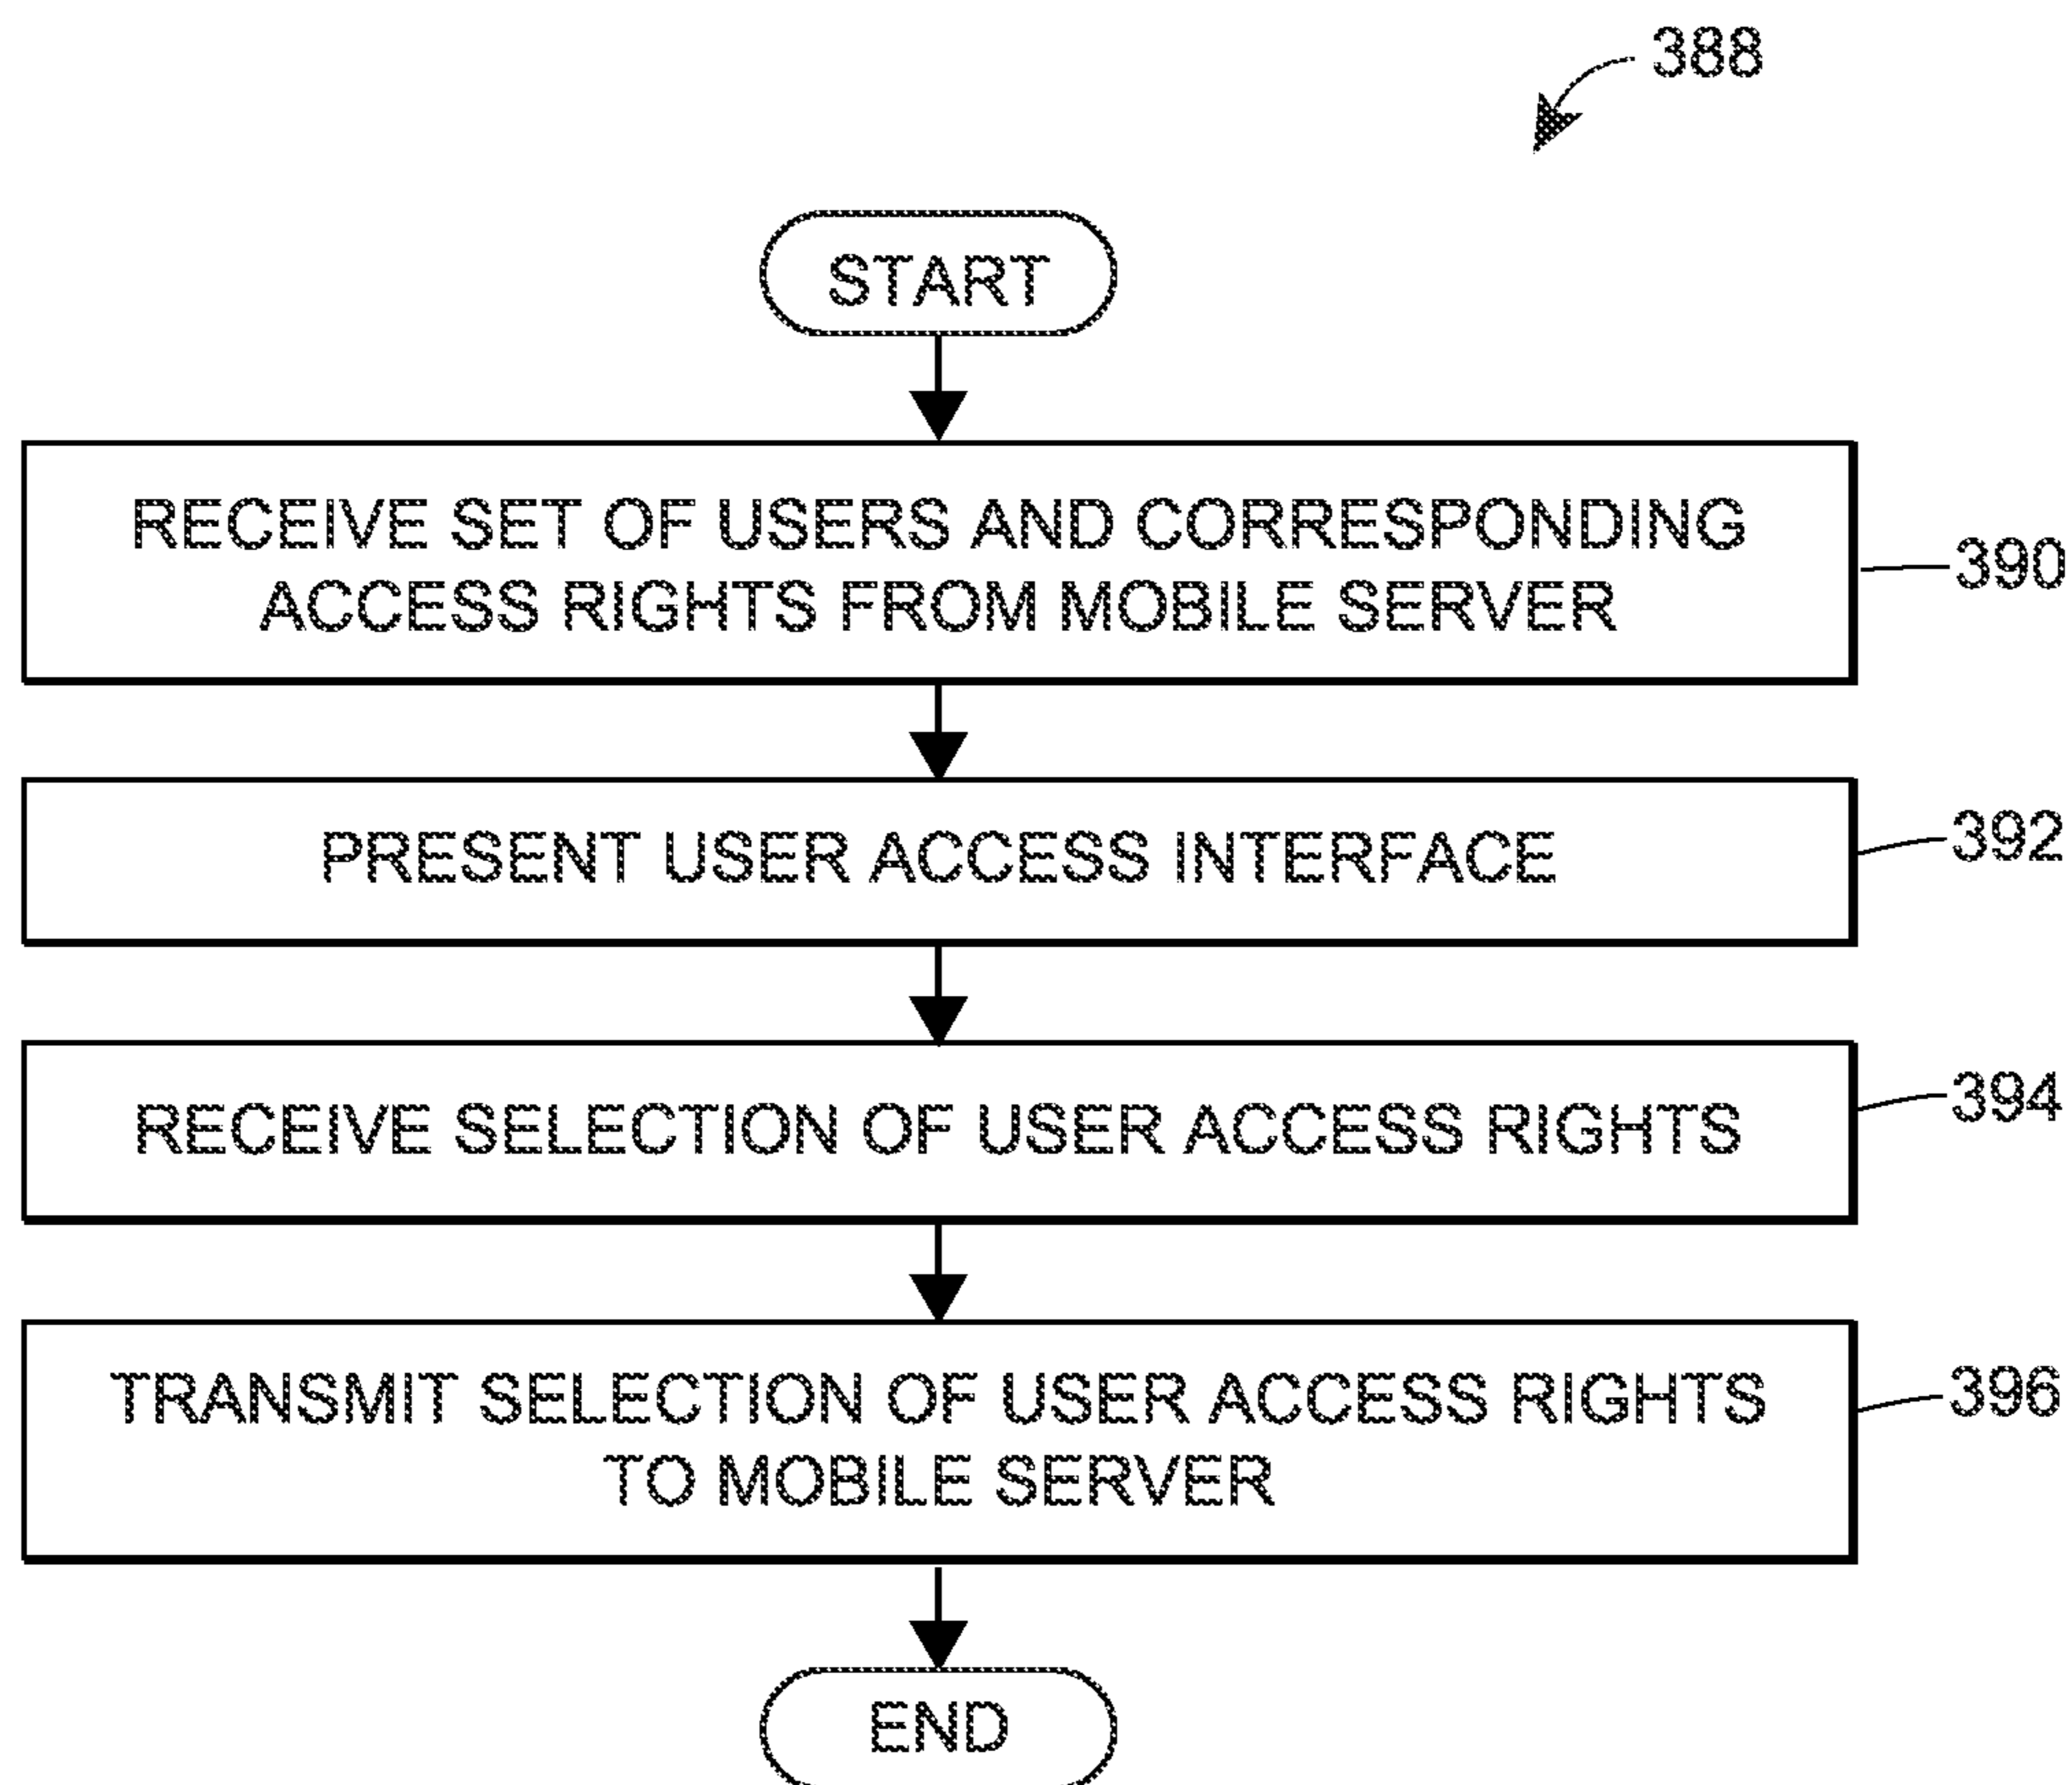 388
START
RECEIVE SET OF USERS AND CORRESPONDING
ACCESS RIGHTS FROM MOBILE SERVER
390
PRESENT USER ACCESS INTERFACE
392
RECEIVE SELECTION OF USER ACCESS RIGHTS
394
TRANSMIT SELECTION OF USER ACCESS RIGHTS
TO MOBILE SERVER
396
END